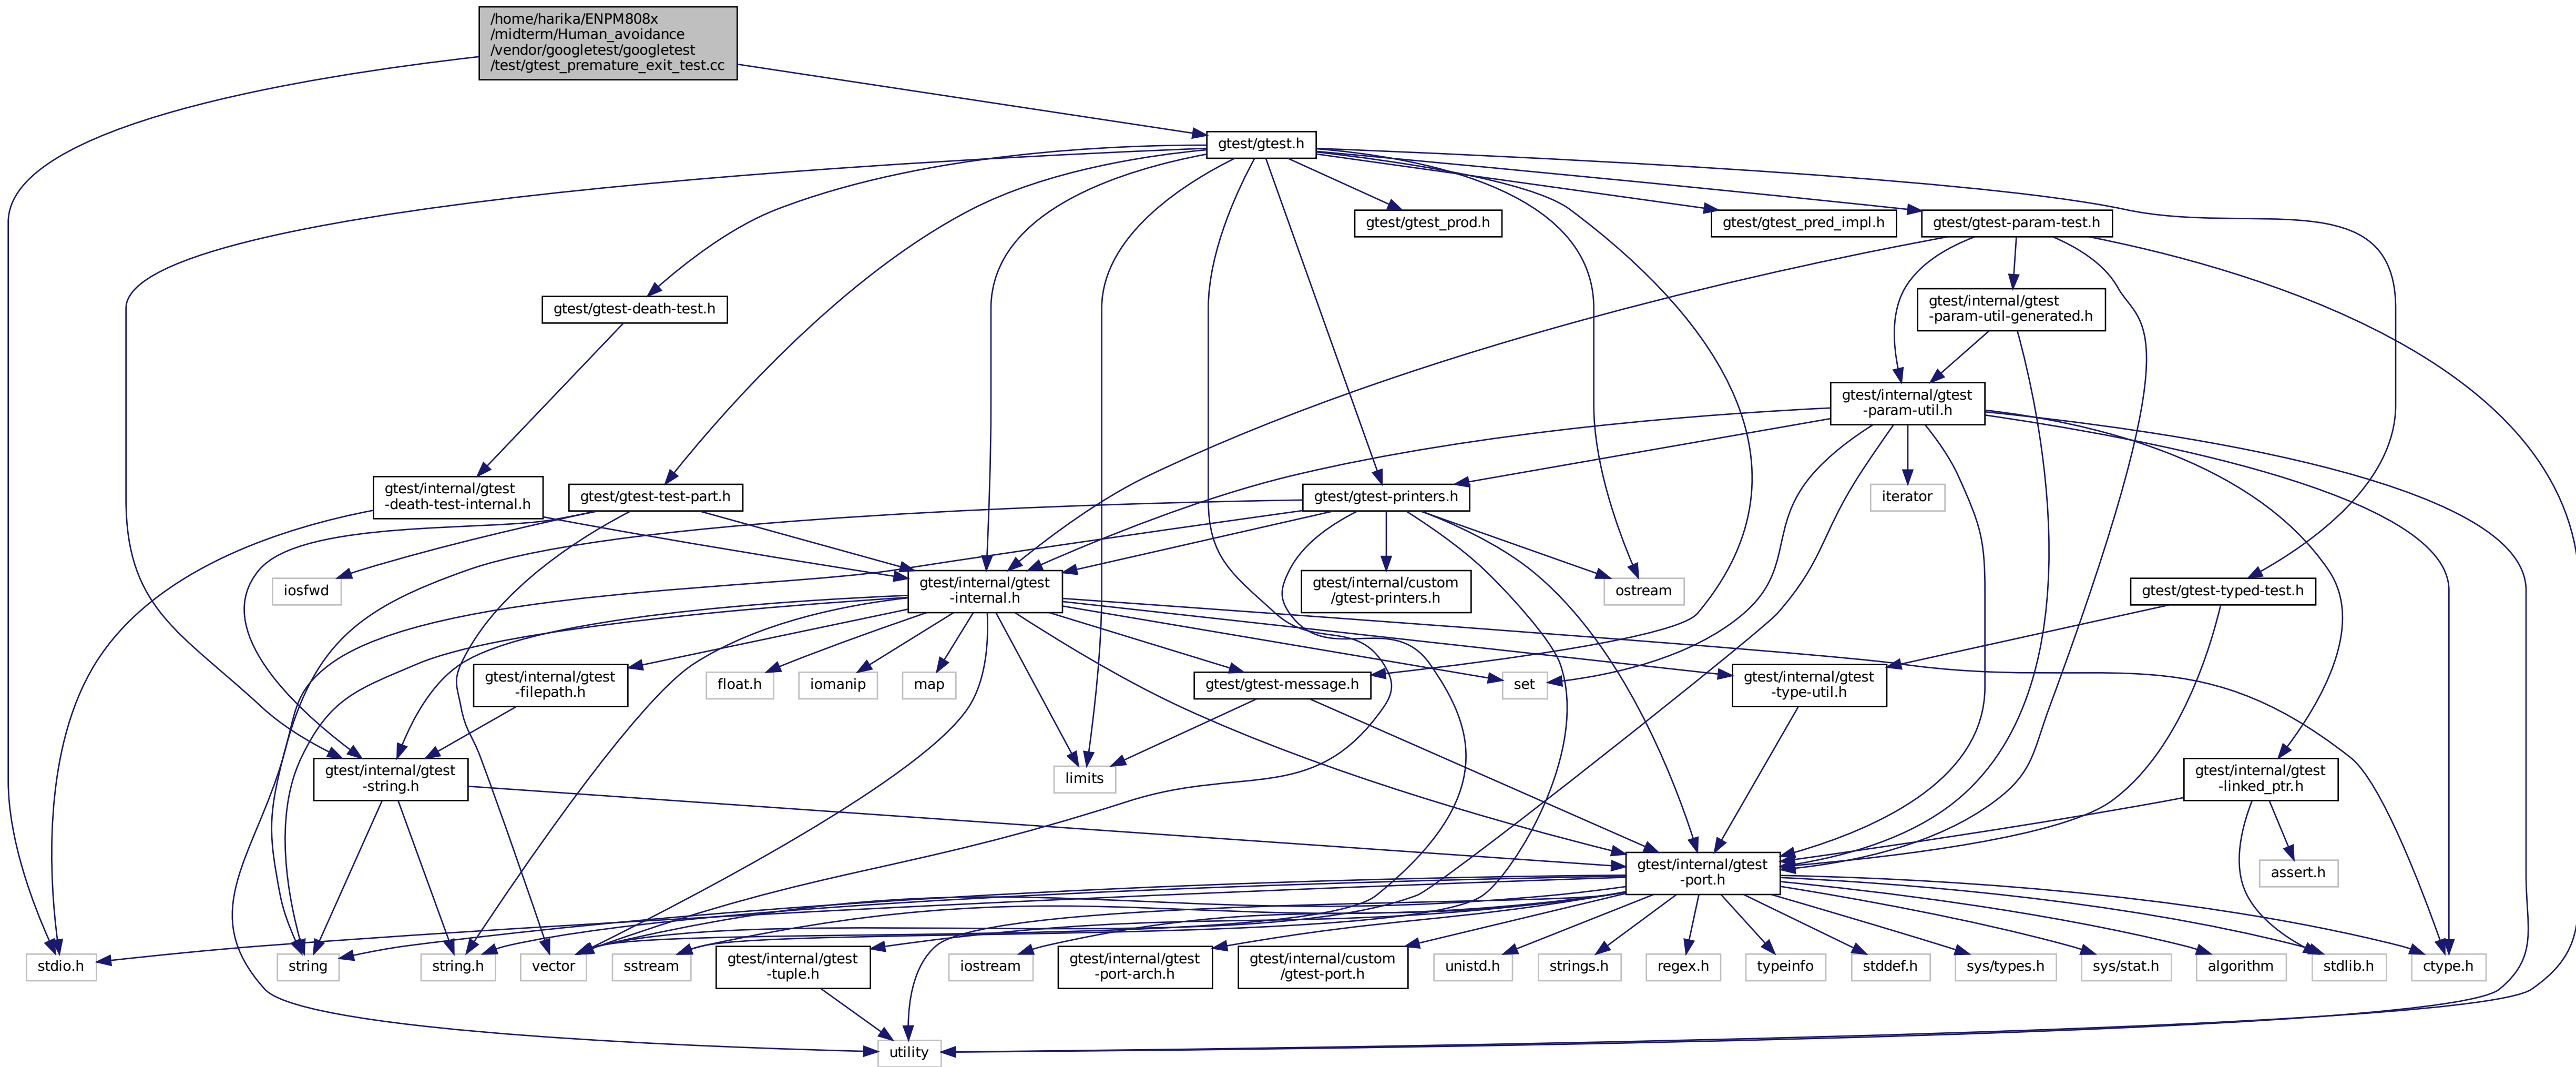 /home/harika/ENPM808x
/midterm/Human_avoidance
/vendor/googletest/googletest
/test/gtest_premature_exit_test.cc
gtest/gtest.h
gtest/gtest_prod.h
gtest/gtest_pred_impl.h
gtest/gtest-param-test.h
gtest/gtest-death-test.h
gtest/internal/gtest
-param-util-generated.h
gtest/internal/gtest
-param-util.h
gtest/internal/gtest
-death-test-internal.h
gtest/gtest-test-part.h
gtest/gtest-printers.h
iterator
iosfwd
gtest/internal/gtest
-internal.h
gtest/internal/custom
/gtest-printers.h
ostream
gtest/gtest-typed-test.h
gtest/internal/gtest
-filepath.h
float.h
iomanip
map
gtest/gtest-message.h
set
gtest/internal/gtest
-type-util.h
gtest/internal/gtest
-string.h
limits
gtest/internal/gtest
-linked_ptr.h
gtest/internal/gtest
-port.h
assert.h
stdio.h
string
string.h
vector
sstream
gtest/internal/gtest
-tuple.h
iostream
gtest/internal/gtest
-port-arch.h
gtest/internal/custom
/gtest-port.h
unistd.h
strings.h
regex.h
typeinfo
stddef.h
sys/types.h
sys/stat.h
algorithm
stdlib.h
ctype.h
utility